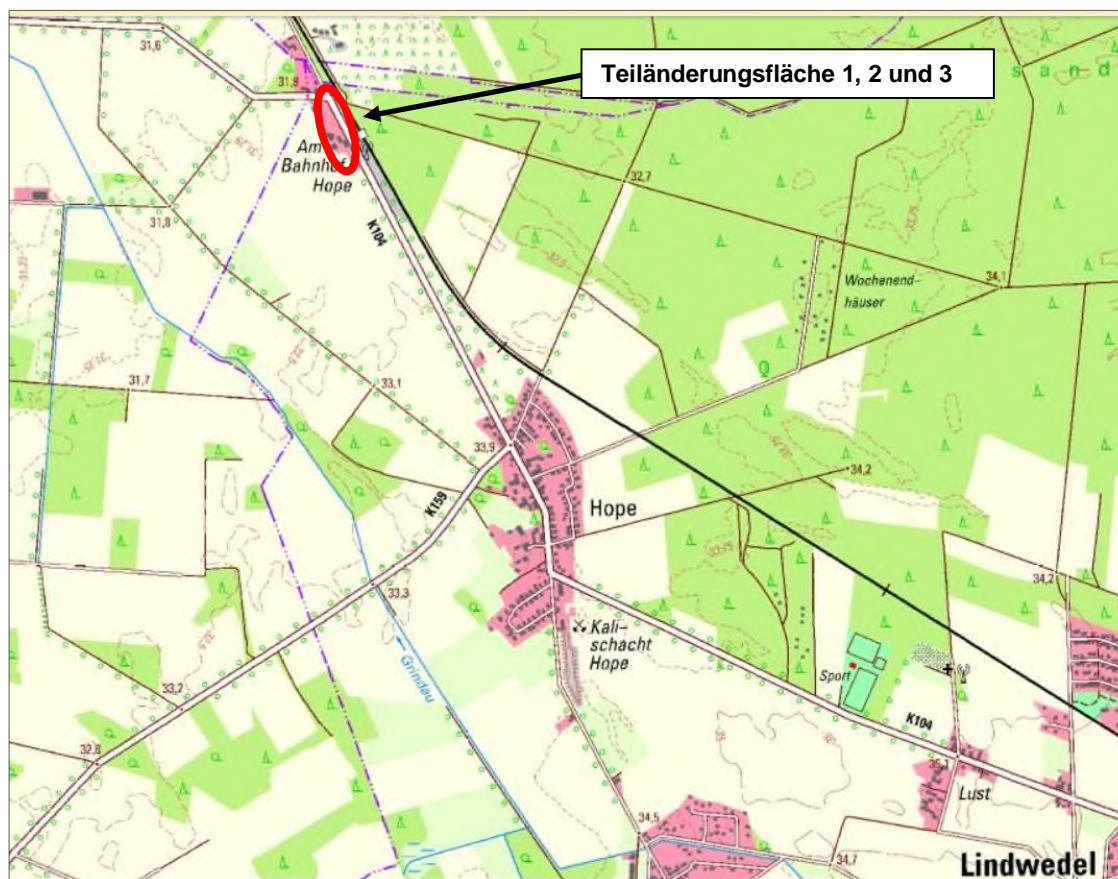 31,6
Teiländerungsfläche 1, 2 und 3
s a n d
31,8
Am
Bahnhof
Hope
32,7
31,8
K104
34,1
Wochenend-
häuser
31,7
33,1
33,9
34,2
K159
Hope
33,3
34,2
Kali-
schacht
Hope
Grindau
Sport
33,2
K104
32,8
35,1
Lust
34,5
34,7
Lindwedel